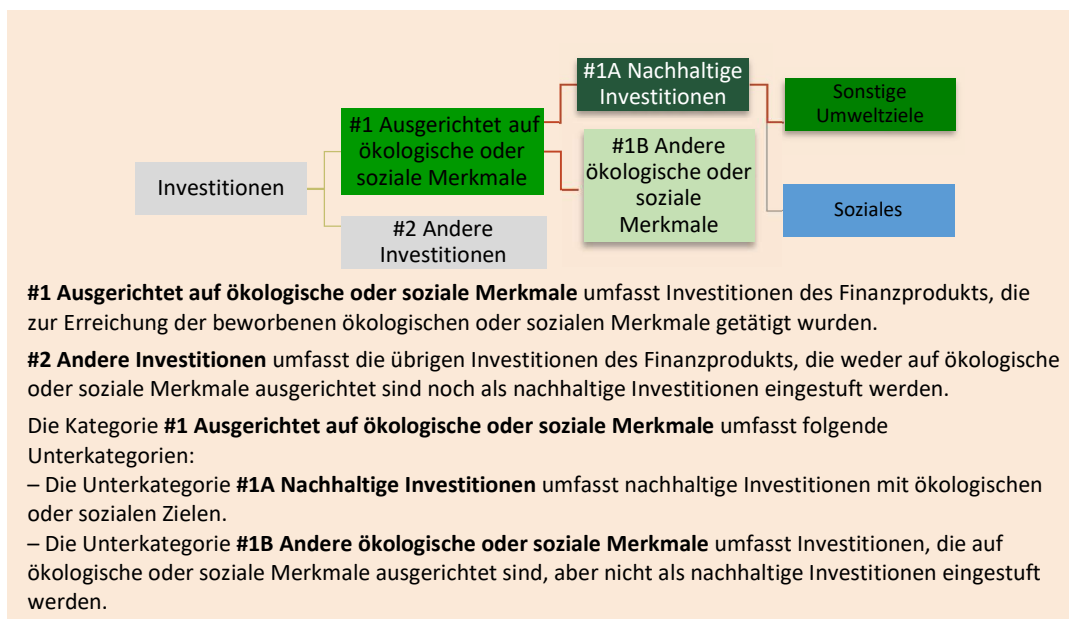 #1A Nachhaltige
Investitionen
Sonstige
Umweltziele
#1 Ausgerichtet auf
ökologische oder
soziale Merkmale
#1B Andere
ökologische oder
soziale
Merkmale
Investitionen
Soziales
#2 Andere
Investitionen
#1 Ausgerichtet auf ökologische oder soziale Merkmale umfasst Investitionen des Finanzprodukts, die
zur Erreichung der beworbenen ökologischen oder sozialen Merkmale getätigt wurden.
#2 Andere Investitionen umfasst die übrigen Investitionen des Finanzprodukts, die weder auf ökologische
oder soziale Merkmale ausgerichtet sind noch als nachhaltige Investitionen eingestuft werden.
Die Kategorie #1 Ausgerichtet auf ökologische oder soziale Merkmale umfasst folgende
Unterkategorien:
– Die Unterkategorie #1A Nachhaltige Investitionen umfasst nachhaltige Investitionen mit ökologischen
oder sozialen Zielen.
– Die Unterkategorie #1B Andere ökologische oder soziale Merkmale umfasst Investitionen, die auf
ökologische oder soziale Merkmale ausgerichtet sind, aber nicht als nachhaltige Investitionen eingestuft
werden.